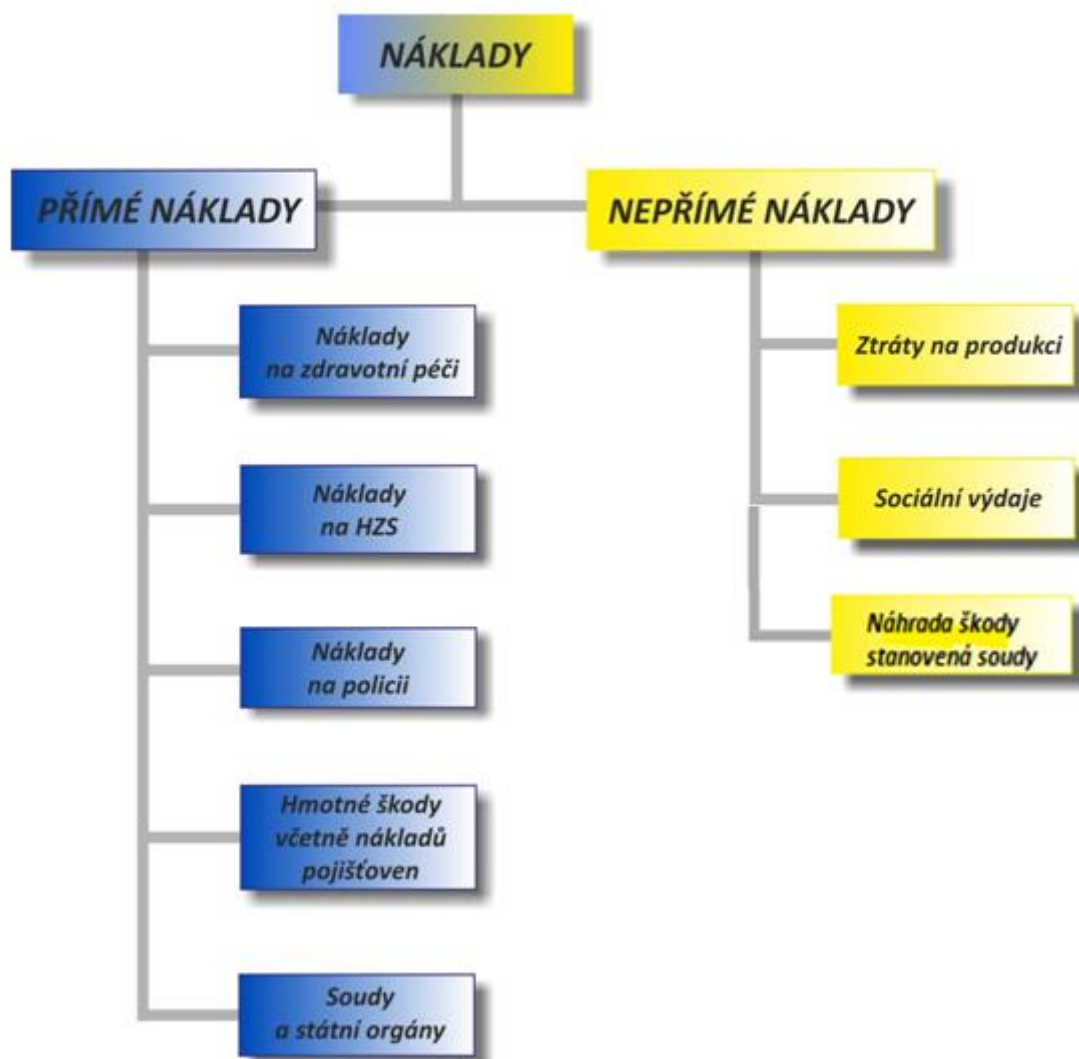 NÁKLADY
PŘÍMÉ NÁKLADY
NEPŘÍMÉ NÁKLADY
Náklady
na zdravotní péči
Náklady
na HZS
Náklady
na policii
Hmotné škody
včetně nákladů
pojišťoven
Soudy
a státní orgány
Ztráty na produkci
Sociální výdaje
Náhrada škody
stanovená soudy